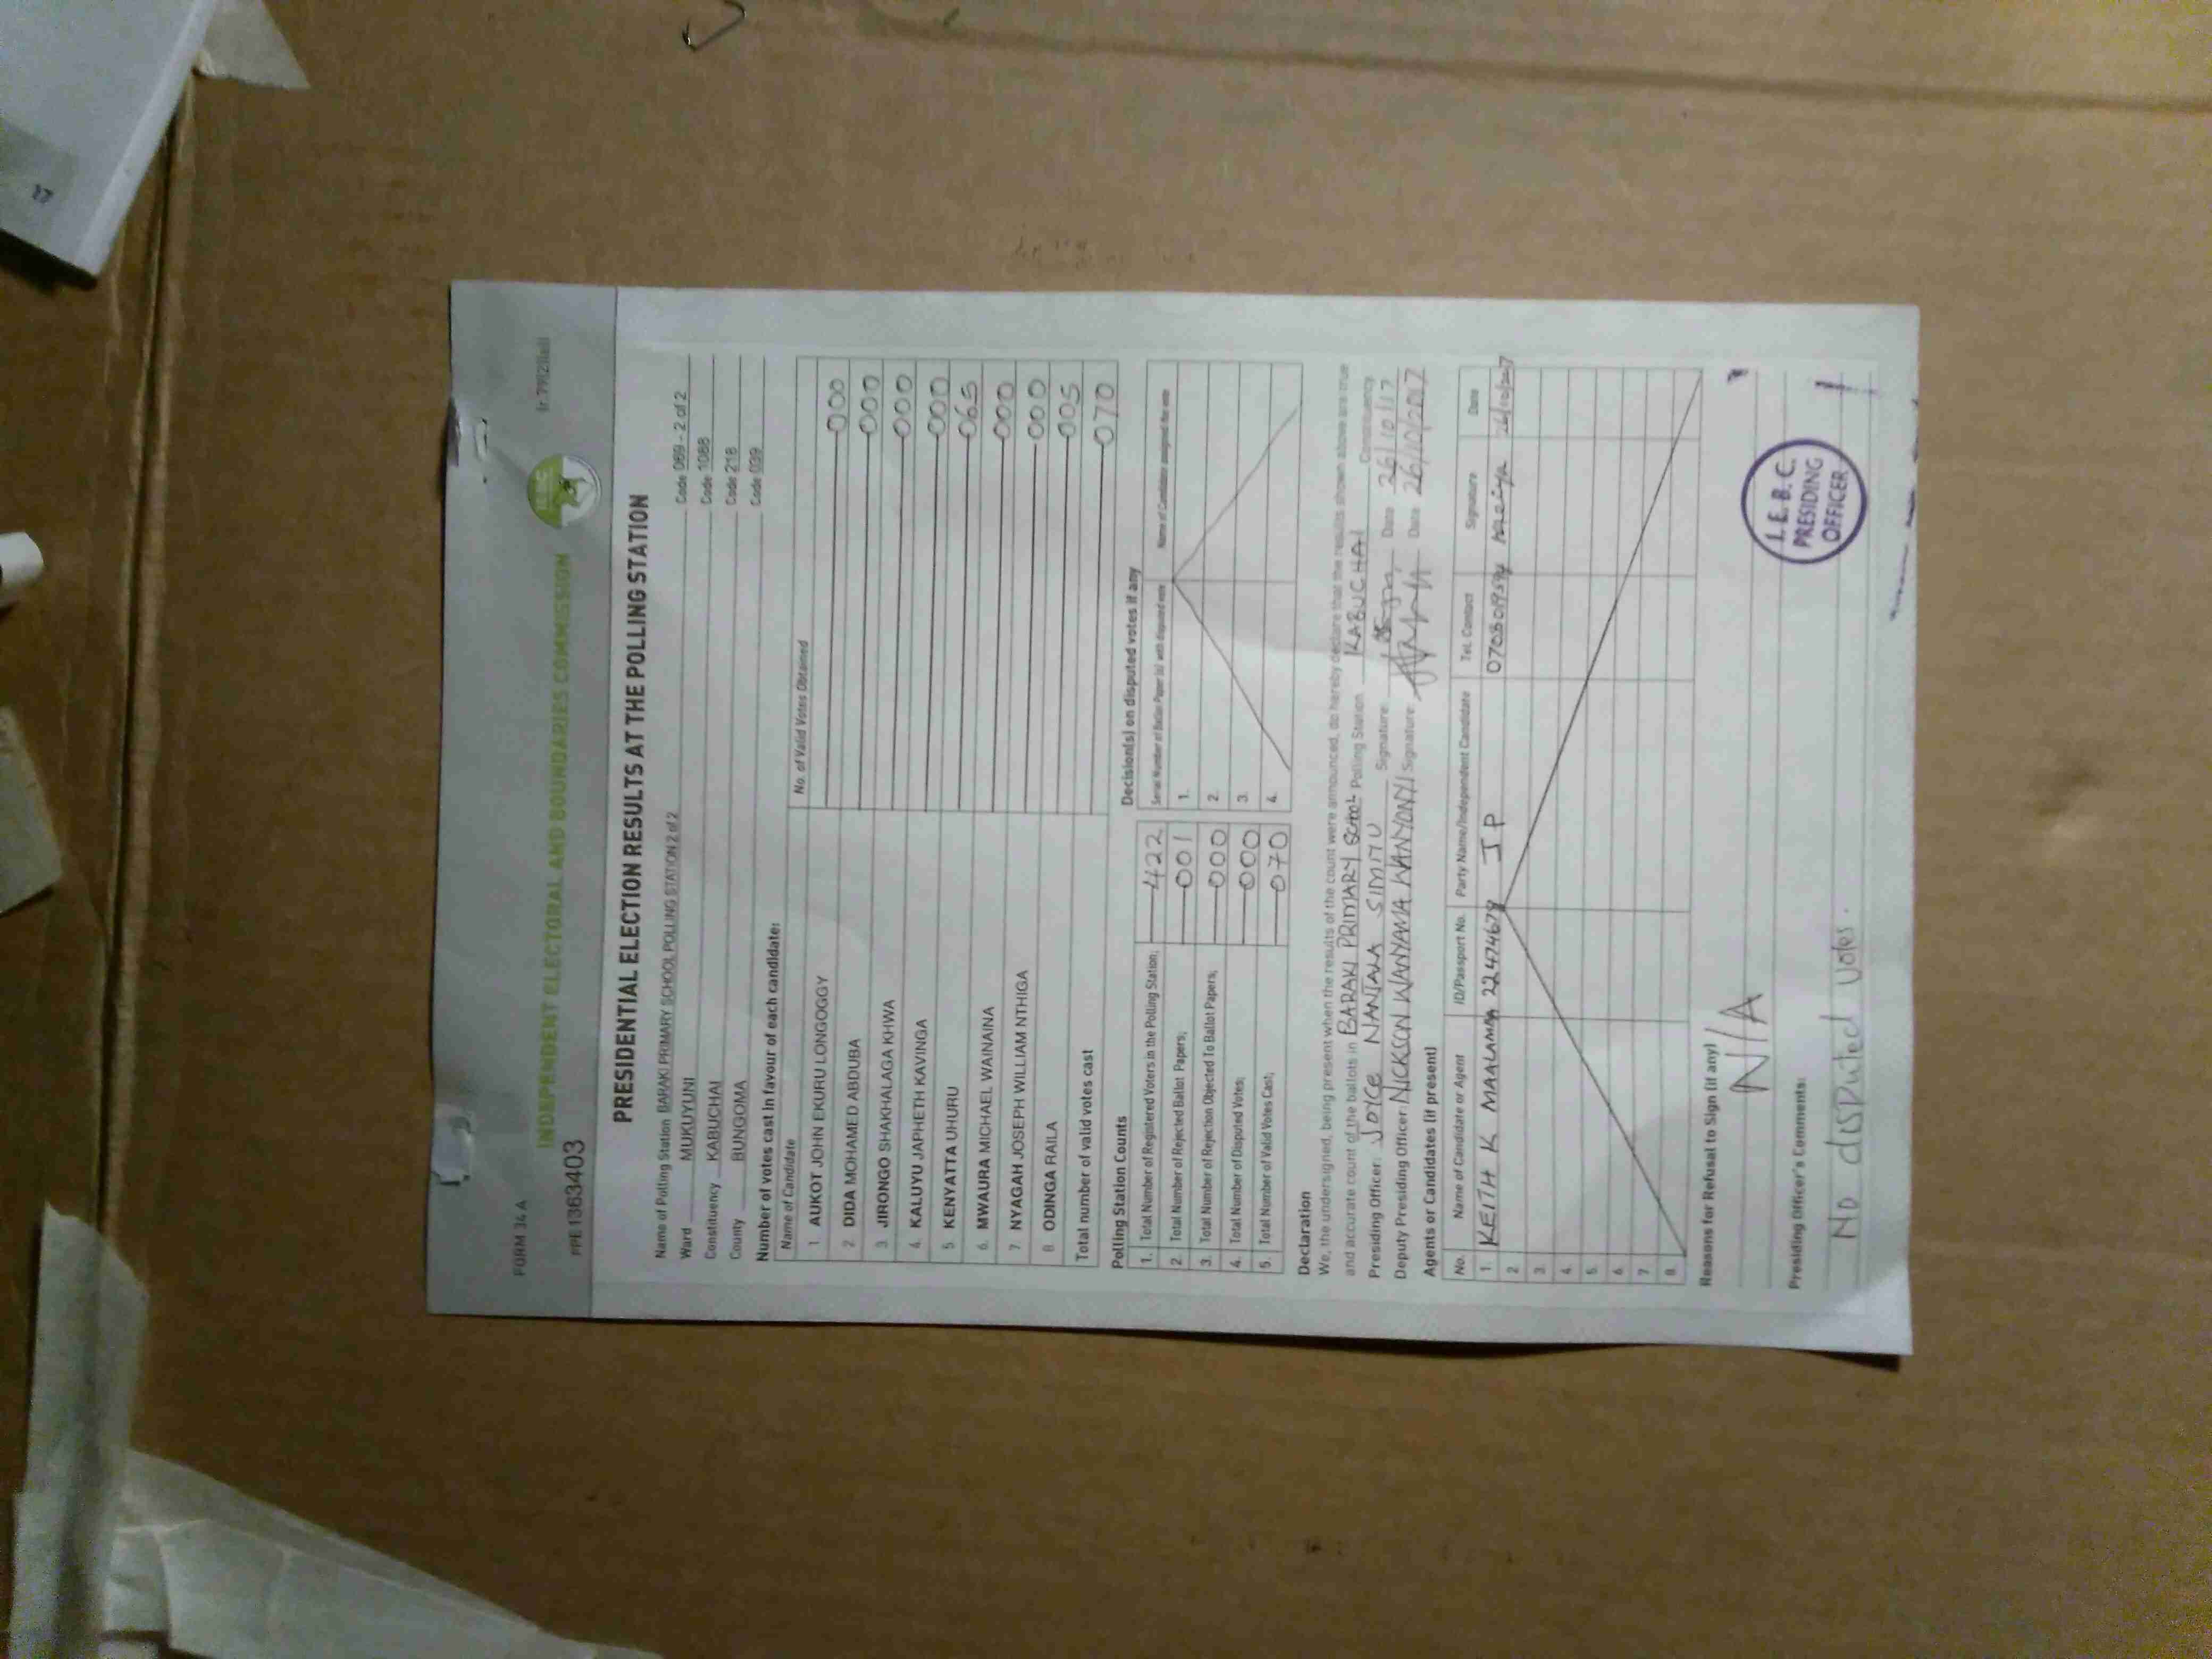 FORM 34 A
INDEPENDENT ELECTORAL AND BOUNDARIES COMMISSION
(r.79(2)(a))
PPE1363403
PRESIDENTIAL ELECTION RESULTS AT THE POLLING STATION
Name of Polling Station BARAKI PRIMARY SCHOOL POLLING STATION 2 of 2 Code 069 - 2 of 2
Ward MUKUYUNI Code 1088
Constituency KABUCHAI Code 218
County BUNGOMA Code 039
Number of votes cast in favour of each candidate:
Name of Candidate No. of Valid Votes Obtained
1 AUKOT JOHN EKURU LONGOGGY 000
2. DIDA MOHAMED ABDUBA 000
3. JIRONGO SHAKHALAGA KHWA 000
4. KALUYU JAPHETH KAVINGA 000
5 KENYATTA UHURU 065
6. MWAURA MICHAEL WAINAINA 000
7 NYAGAH JOSEPH WILLIAM NTHIGA 000
8 ODINGA RAILA 005
Total number of valid votes cast 070
Polling Station Counts
1. Total Number of Registered Voters in the Polling Station; 422
2. Total Number of Rejected Ballot Papers; 001
3. Total Number of Rejection Objected To Ballot Papers; 000
4. Total Number of Disputed Votes; 000
5. Total Number of Valid Votes Cast; 070
Decision(s) on disputed votes if any
Serial Number of Ballot Paper (s) with disputed vote Name of Candidate assigned the vote
1.
2.
3.
4.
Declaration
We, the undersigned, being present when the results of the count were announced, do hereby declare that the results shown above are true
and accurate count of the ballots in BARAKI PRIMARY School Polling Station KABUCHAI Constituency
Presiding Officer: JOYCE NANJALA SIMIYU Signature: Date 26/10/17
Deputy Presiding Officer: NICKSON WANYAMA WANYONYI Signature: Date 26/10/2017
Agents or Candidates (if present)
No. Name of Candidate or Agent ID/Passport No. Party Name/Independent Candidate Tel. Contact Signature Date
1. KEITH K MAALAMPA 22474678 JP 26/10/2017
2
3.
4.
5.
6.
7.
8.
Reasons for Refusal to Sign (if any)
N/A
Presiding Officer's Comments:
No disputed votes.
I.E.B.C.
PRESIDING
OFFICER